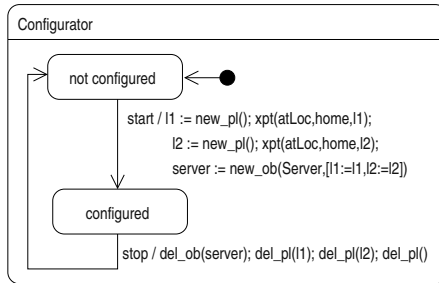 Configurator
not configured
start / l1 := new_pl(); xpt(atLoc,home,l1);
l2 := new_pl(); xpt(atLoc,home,l2);
server := new_ob(Server,[l1:=l1,l2:=l2])
configured
stop / del_ob(server); del_pl(l1); del_pl(l2); del_pl()